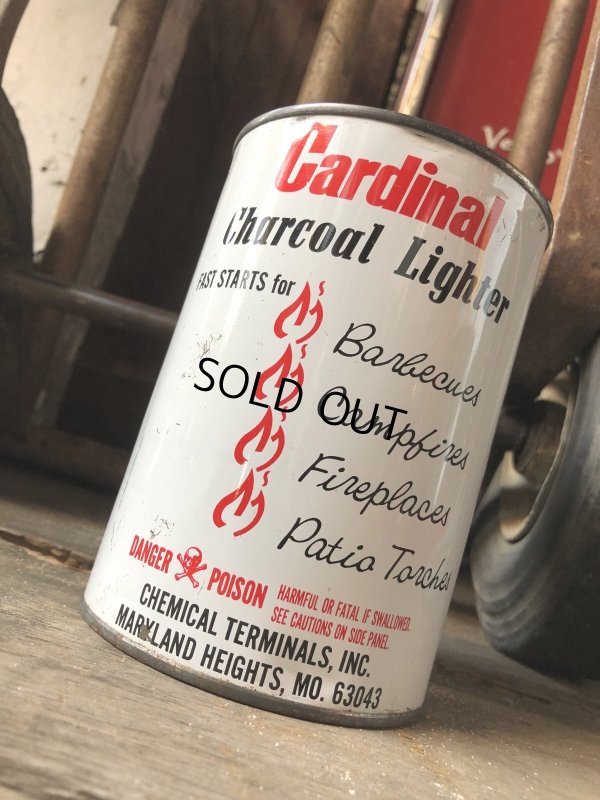 Cardinal
Charcoal Lighter
FAST STARTS for
Barbecues
Campfires
Fireplaces
Patio Torches
SOLD OUT
DANGER POISON
HARMFUL OR FATAL IF SWALLOWED.
SEE CAUTIONS ON SIDE PANEL.
CHEMICAL TERMINALS, INC.
MARYLAND HEIGHTS, MO. 63043